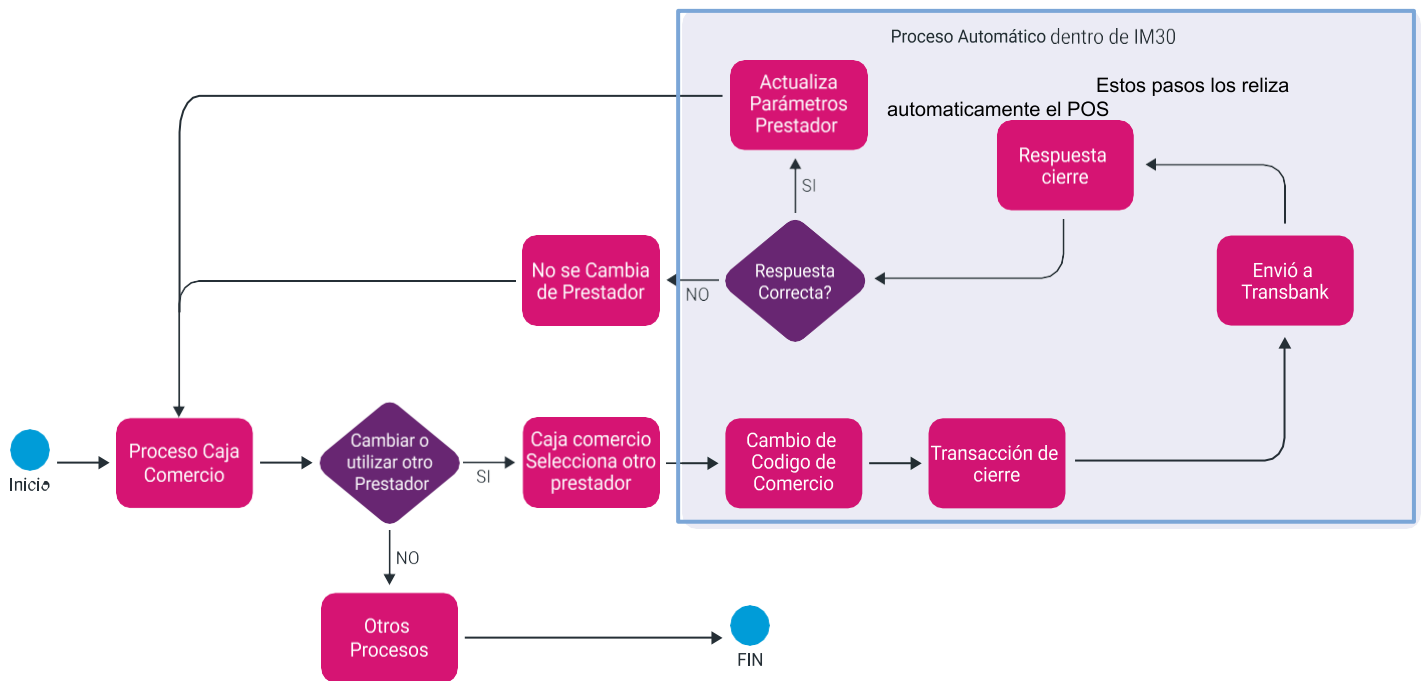 Proceso Automático dentro de IM30
Estos pasos los reliza
automaticamente el POS
Actualiza
Parámetros
Prestador
Respuesta
cierre
SI
No se Cambia
de Prestador
NO
Respuesta
Correcta?
Envió a
Transbank
Inicio
Proceso Caja
Comercio
Cambiar o
utilizar otro
Prestador
SI
Caja comercio
Selecciona otro
prestador
Cambio de
Codigo de
Comercio
Transacción de
cierre
NO
Otros
Procesos
FIN